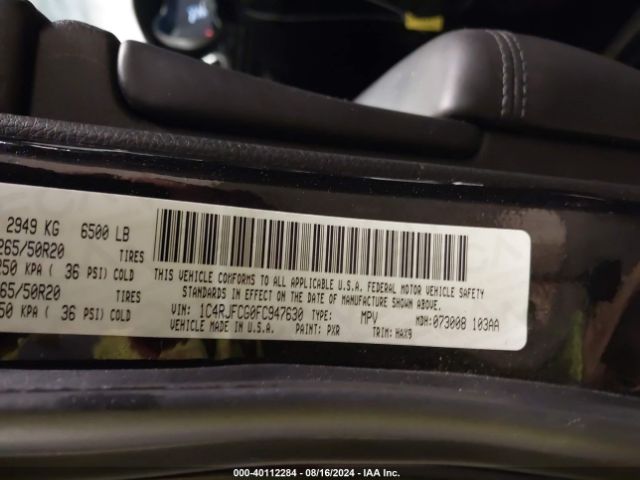 2949 KG 6500 LB
265/50R20 TIRES
250 KPA ( 36 PSI) COLD
65/50R20 TIRES
50 KPA ( 36 PSI) COLD
THIS VEHICLE CONFORMS TO ALL APPLICABLE U.S.A. FEDERAL MOTOR VEHICLE SAFETY
STANDARDS IN EFFECT ON THE DATE OF MANUFACTURE SHOWN ABOVE.
VIN: 1C4RJFCG0FC947630 TYPE: MPV MDH: 073008 103AA
VEHICLE MADE IN U.S.A. PAINT: PXR TRIM: HAX9
000-40112284 - 08/16/2024 - IAA Inc.